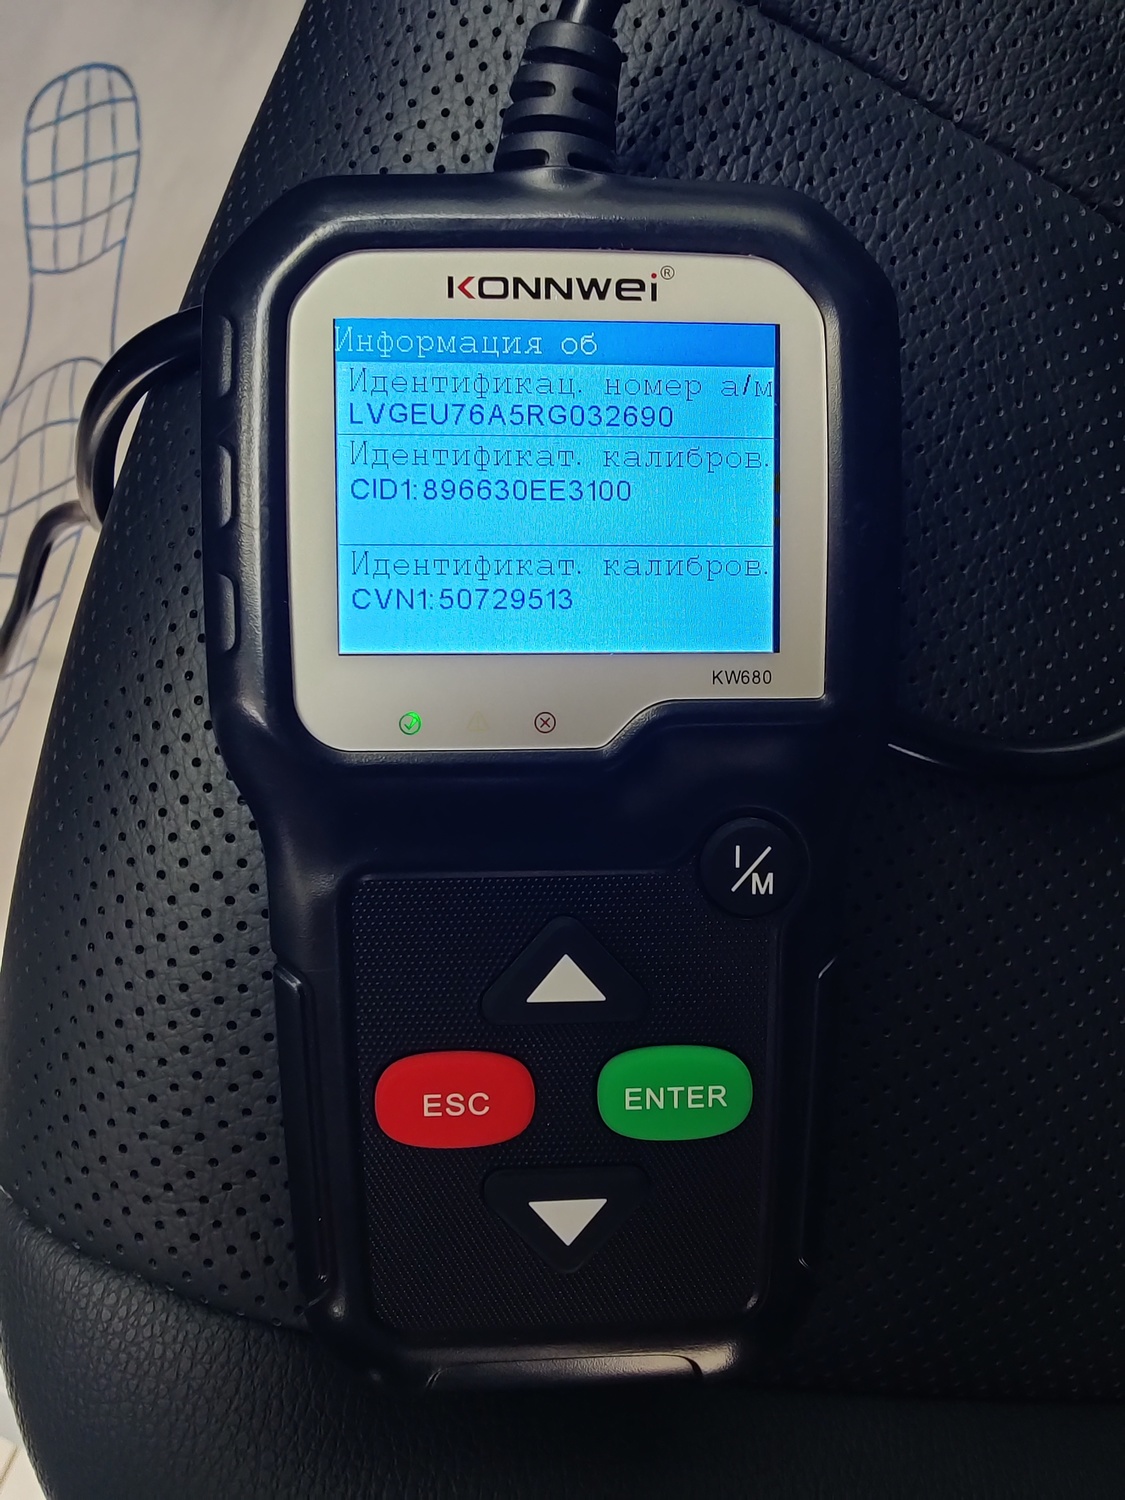 KONNWEI®
Информация об
Идентификац. номер а/м
LVGEU76A5RG032690
Идентификат. калибров.
CID1:896630EE3100
Идентификат. калибров.
CVN1:50729513
KW680
I/M
ESC
ENTER